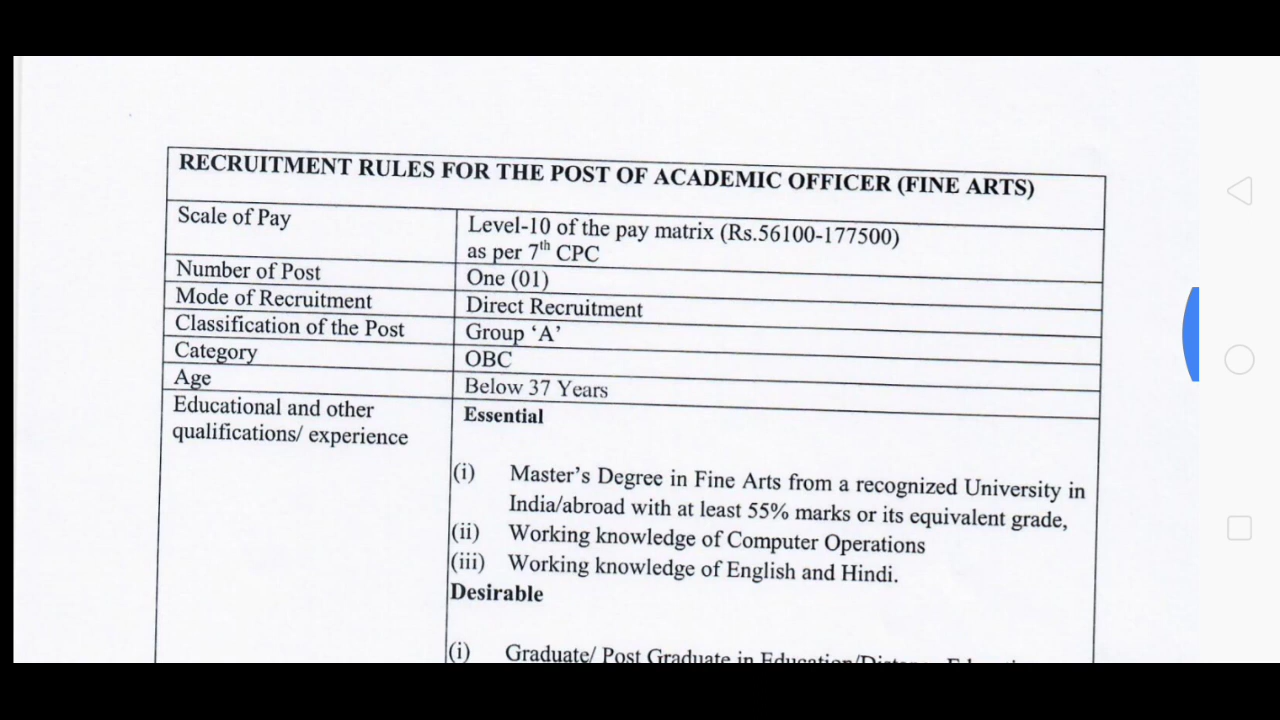 RECRUITMENT RULES FOR THE POST OF ACADEMIC OFFICER (FINE ARTS)
Scale of Pay
Level-10 of the pay matrix (Rs.56100-177500)
as per 7th CPC
Number of Post
One (01)
Mode of Recruitment
Direct Recruitment
Classification of the Post
Group ‘A’
Category
OBC
Age
Below 37 Years
Educational and other
qualifications/ experience
Essential
(i) Master’s Degree in Fine Arts from a recognized University in
India/abroad with at least 55% marks or its equivalent grade,
(ii) Working knowledge of Computer Operations
(iii) Working knowledge of English and Hindi.
Desirable
(i) Graduate/ Post Graduate in